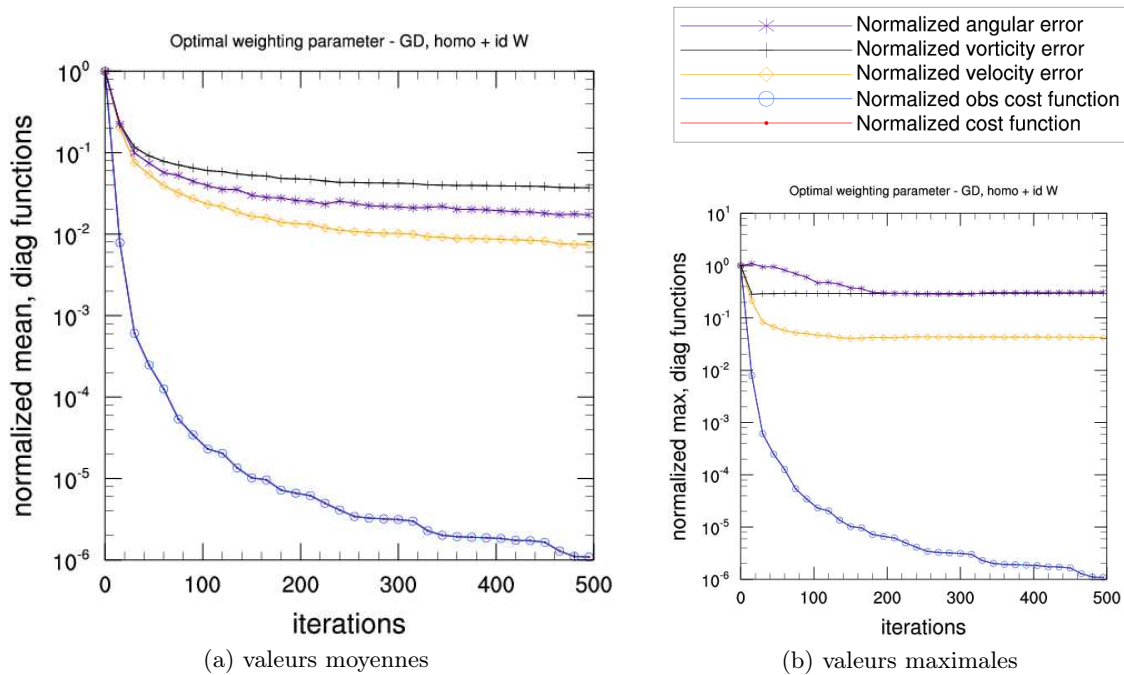 Optimal weighting parameter - GD, homo + id W
normalized mean, diag functions
10^0
10^-1
10^-2
10^-3
10^-4
10^-5
10^-6
0 100 200 300 400 500
iterations
(a) valeurs moyennes
Normalized angular error
Normalized vorticity error
Normalized velocity error
Normalized obs cost function
Normalized cost function
Optimal weighting parameter - GD, homo + id W
normalized max, diag functions
10^1
10^0
10^-1
10^-2
10^-3
10^-4
10^-5
10^-6
0 100 200 300 400 500
iterations
(b) valeurs maximales